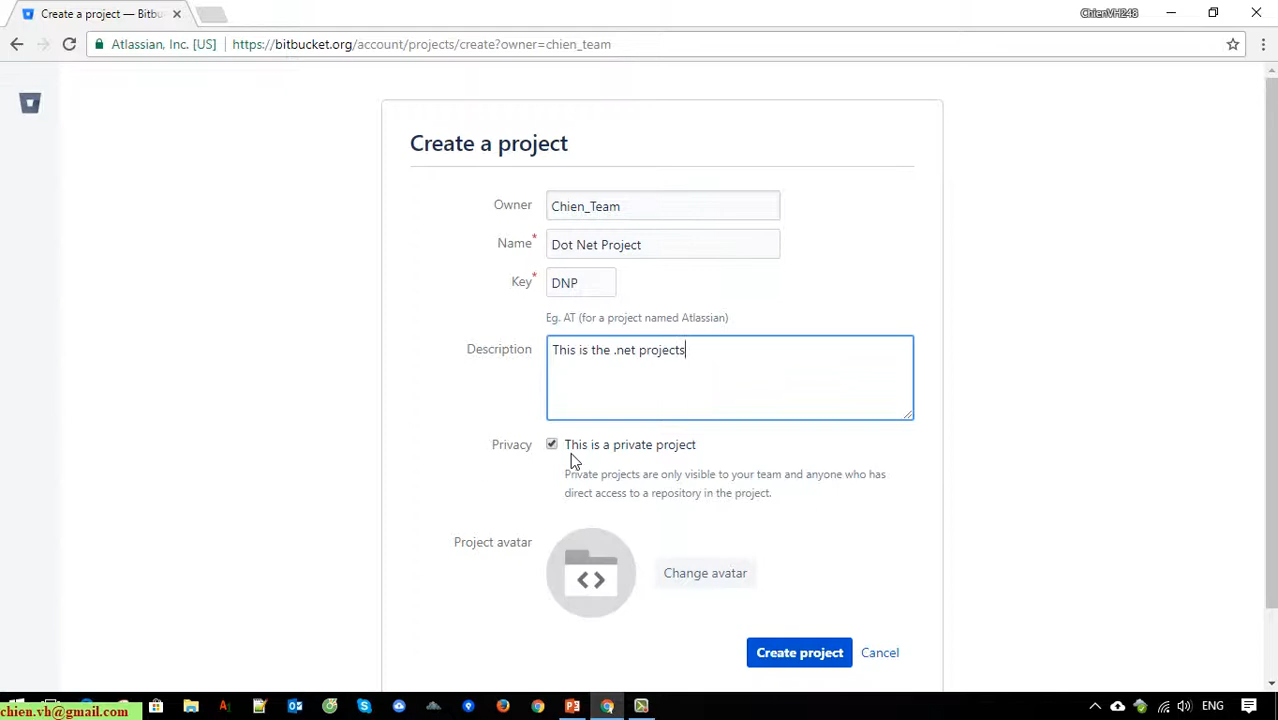 Create a project — Bitbu
ChienVH248
Atlassian, Inc. [US]
https://bitbucket.org/account/projects/create?owner=chien_team
Create a project
Owner
Chien_Team
Name*
Dot Net Project
Key*
DNP
Eg. AT (for a project named Atlassian)
Description
This is the .net projects
Privacy
This is a private project
Private projects are only visible to your team and anyone who has
direct access to a repository in the project.
Project avatar
Change avatar
Create project
Cancel
chien.vh@gmail.com
ENG